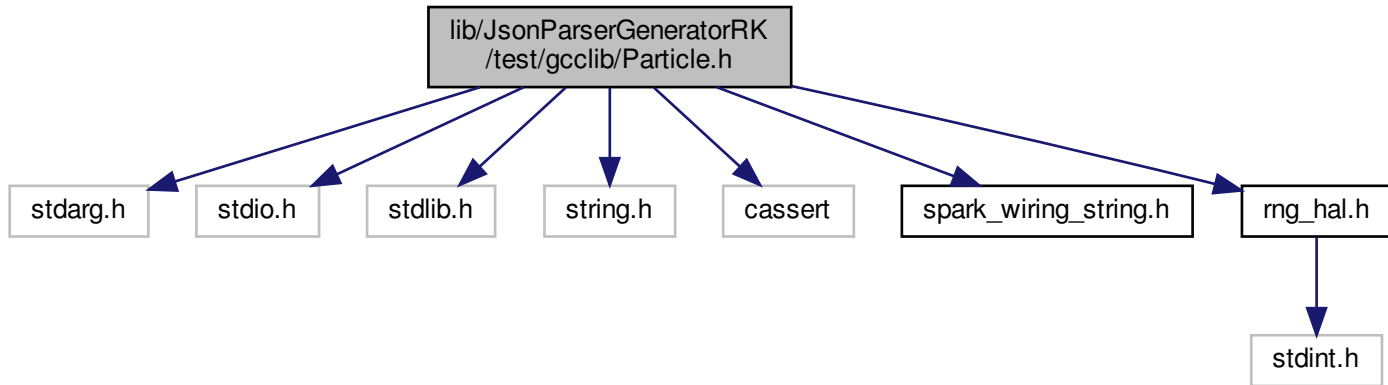 lib/JsonParserGeneratorRK
/test/gcclib/Particle.h
stdarg.h
stdio.h
stdlib.h
string.h
cassert
spark_wiring_string.h
rng_hal.h
stdint.h